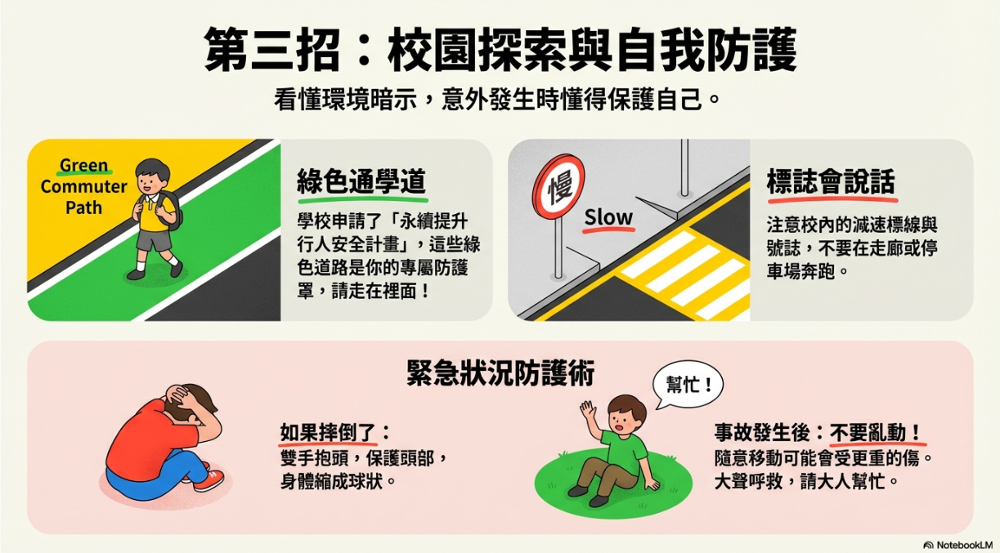 第三招：校園探索與自我防護
看懂環境暗示，意外發生時懂得保護自己。
Green
Commuter
Path
綠色通學道
學校申請了「永續提升
行人安全計畫」，這些綠
色道路是你的專屬防護
罩，請走在裡面！
慢
Slow
標誌會說話
注意校內的減速標線與
號誌，不要在走廊或停
車場奔跑。
緊急狀況防護術
如果摔倒了：
雙手抱頭，保護頭部，
身體縮成球狀。
幫忙！
事故發生後：不要亂動！
隨意移動可能會受更重的傷。
大聲呼救，請大人幫忙。
NotebookLM